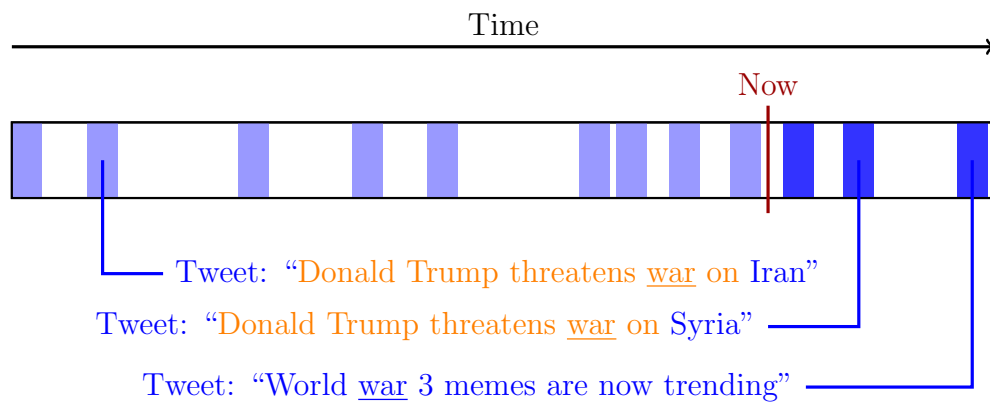 Time
Now
Tweet: “Donald Trump threatens war on Iran”
Tweet: “Donald Trump threatens war on Syria”
Tweet: “World war 3 memes are now trending”